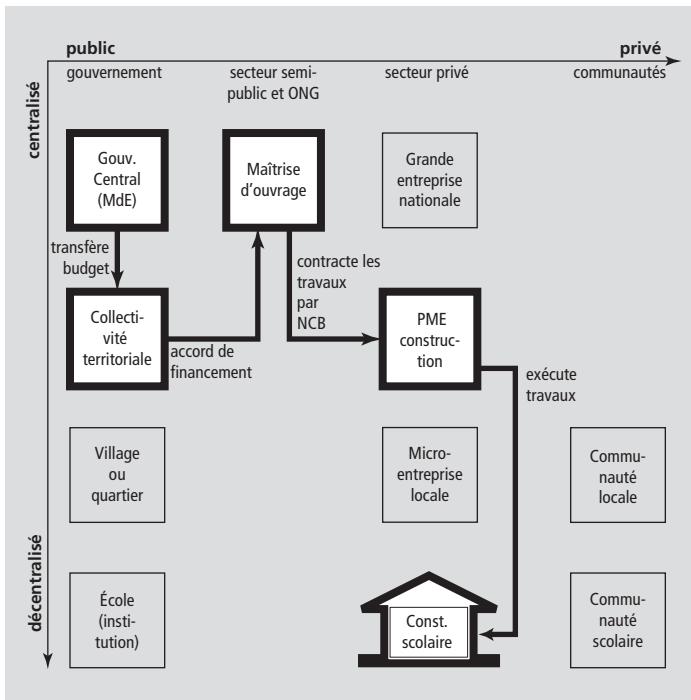 public
privé
gouvernement
secteur semi-
public et ONG
secteur privé
communautés
centralisé
Gouv.
Central
(MdE)
Maîtrise
d'ouvrage
Grande
entreprise
nationale
transfère
budget
contracte les
travaux
par
NCB
Collecti-
vité
territoriale
accord de
financement
PME
construc-
tion
exécute
travaux
Village
ou
quartier
Micro-
entreprise
locale
Commu-
nauté
locale
décentralisé
École
(insti-
tution)
Const.
scolaire
Commu-
nauté
scolaire